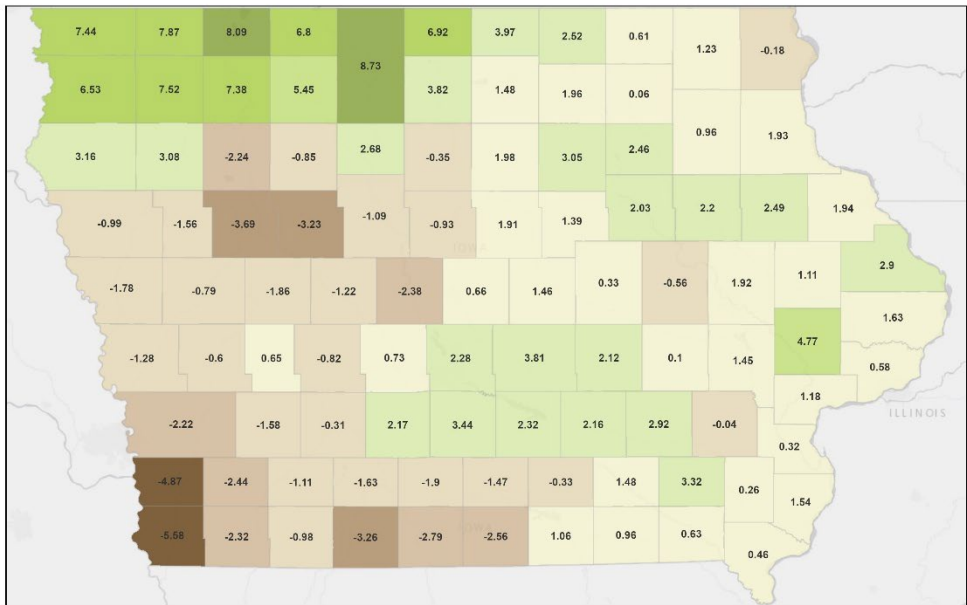 7.44 7.87 8.09 6.8 6.92 3.97 2.52 0.61 1.23 -0.18
8.73
6.53 7.52 7.38 5.45 3.82 1.48 1.96 0.06
0.96 1.93
3.16 3.08 -2.24 -0.85 2.68 -0.35 1.98 3.05 2.46
-0.99 -1.56 -3.69 -3.23 -1.09 -0.93 1.91 1.39 2.03 2.2 2.49 1.94
IOWA
-1.78 -0.79 -1.86 -1.22 -2.38 0.66 1.46 0.33 -0.56 1.92 1.11 2.9
1.63
-1.28 -0.6 0.65 -0.82 0.73 2.28 3.81 2.12 0.1 1.45 4.77 0.58
1.18
ILLINOIS
-2.22 -1.58 -0.31 2.17 3.44 2.32 2.16 2.92 -0.04 0.32
-4.87 -2.44 -1.11 -1.63 -1.9 -1.47 -0.33 1.48 3.32 0.26 1.54
-5.58 -2.32 -0.98 -3.26 -2.79 -2.56 1.06 0.96 0.63 0.46
IOWA